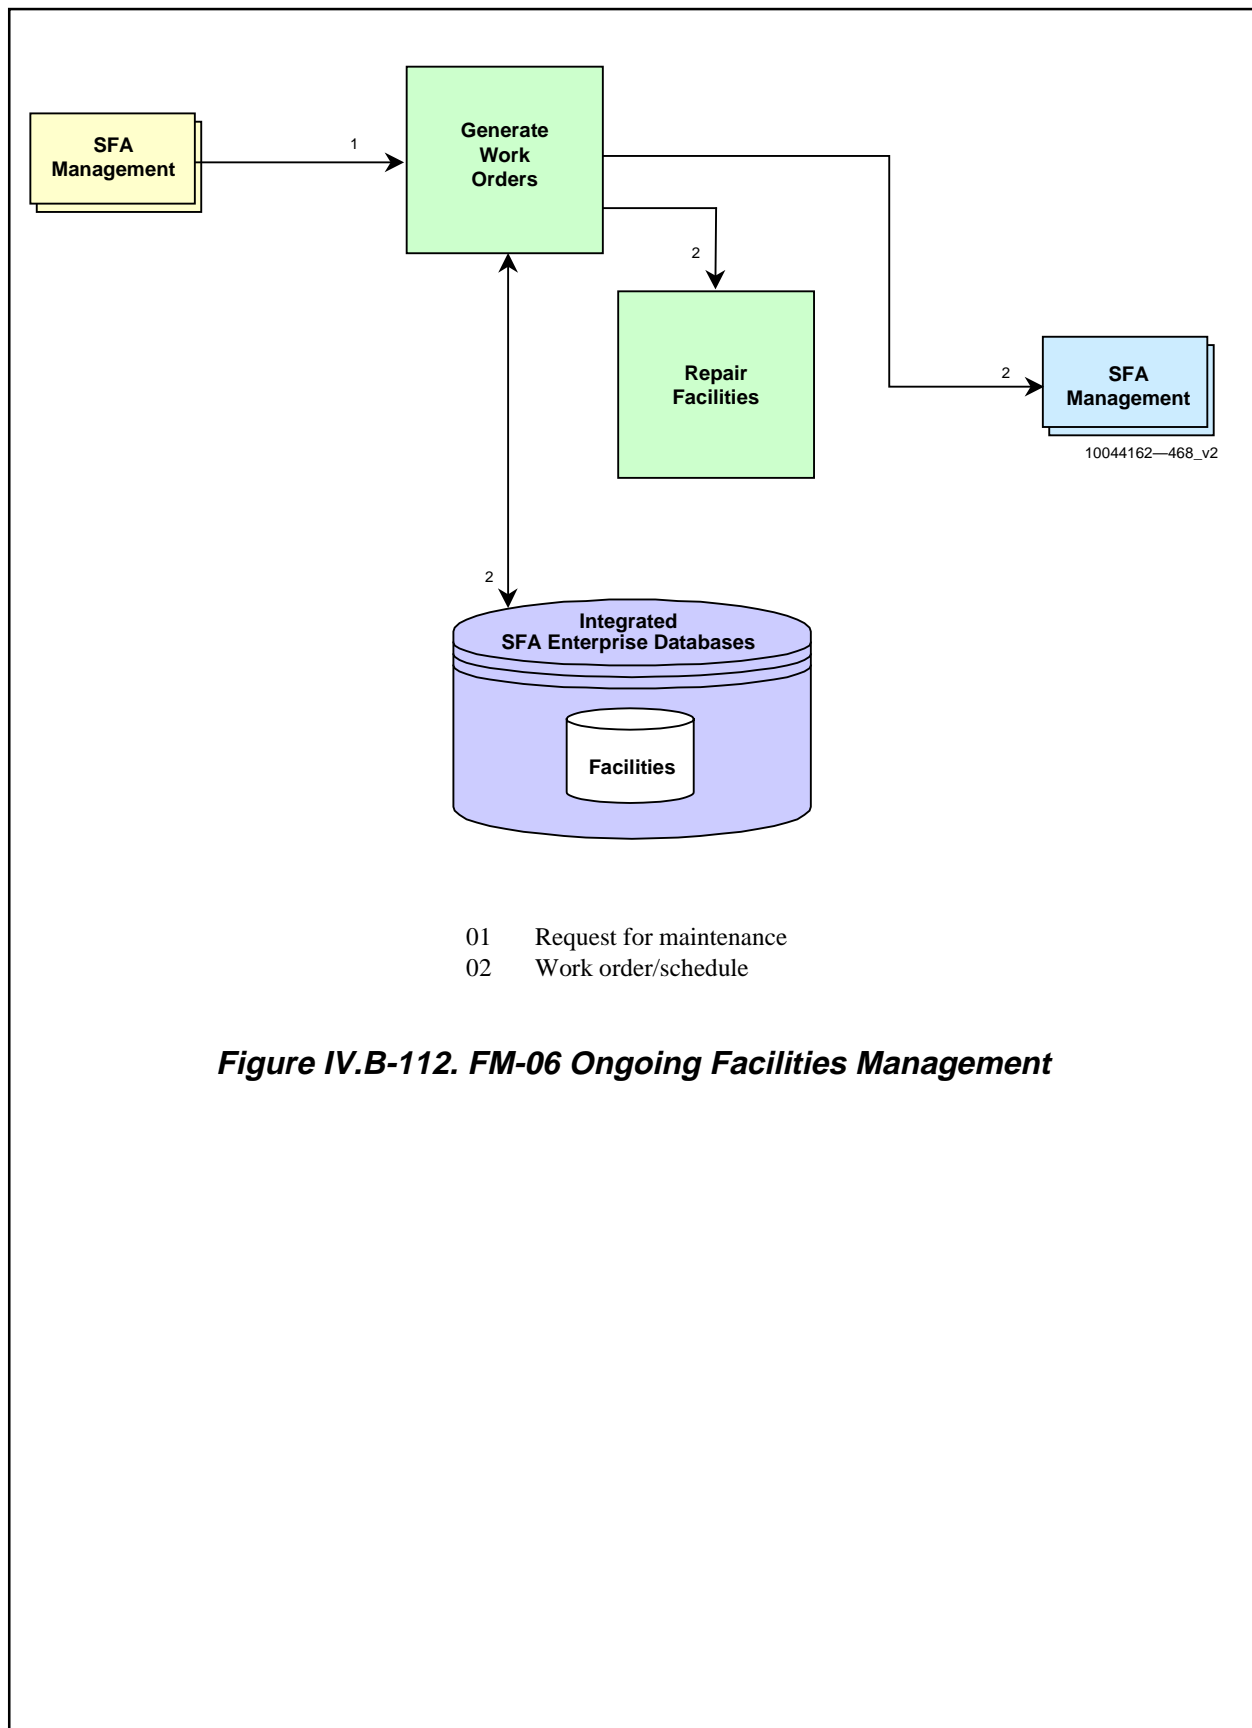 SFA
Management
1
Generate
Work
Orders
2
Repair
Facilities
2
SFA
Management
10044162—468_v2
2
Integrated
SFA Enterprise Databases
Facilities
01 Request for maintenance
02 Work order/schedule
Figure IV.B-112. FM-06 Ongoing Facilities Management